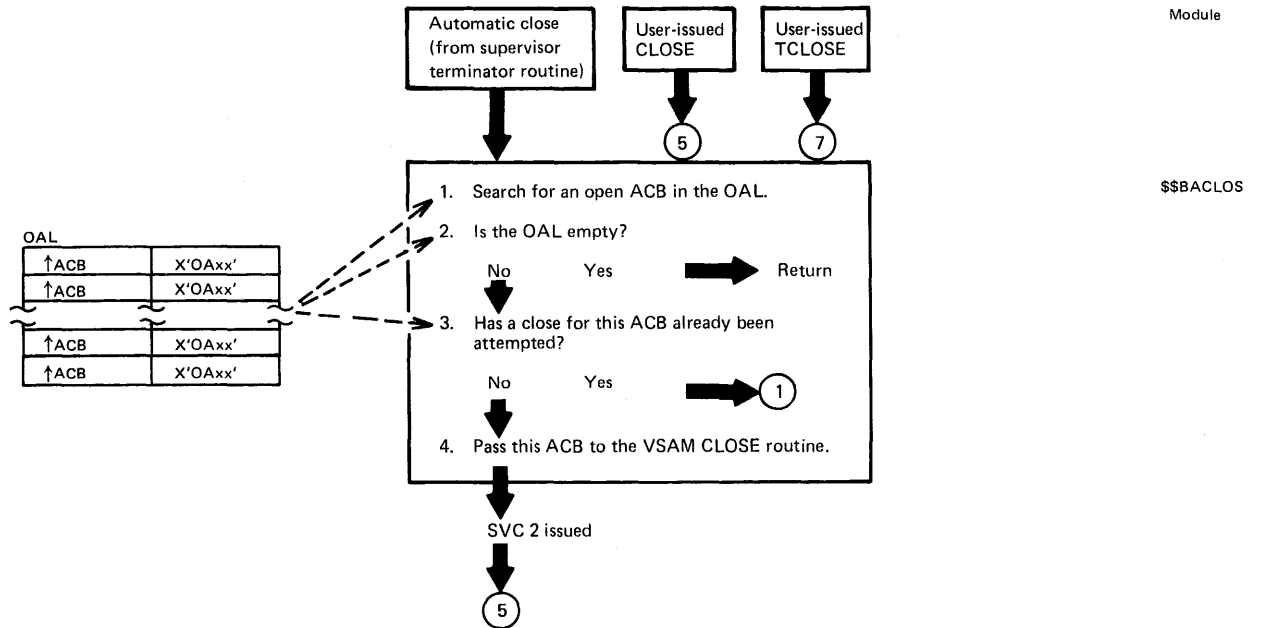 Module
Automatic close
(from supervisor
terminator routine)
User-issued
CLOSE
User-issued
TCLOSE
5
7
1. Search for an open ACB in the OAL.
$$BACLOS
2. Is the OAL empty?
No Yes Return
3. Has a close for this ACB already been
attempted?
No Yes 1
4. Pass this ACB to the VSAM CLOSE routine.
OAL
↑ACB X'OAxx'
↑ACB X'OAxx'
↑ACB X'OAxx'
↑ACB X'OAxx'
SVC 2 issued
5